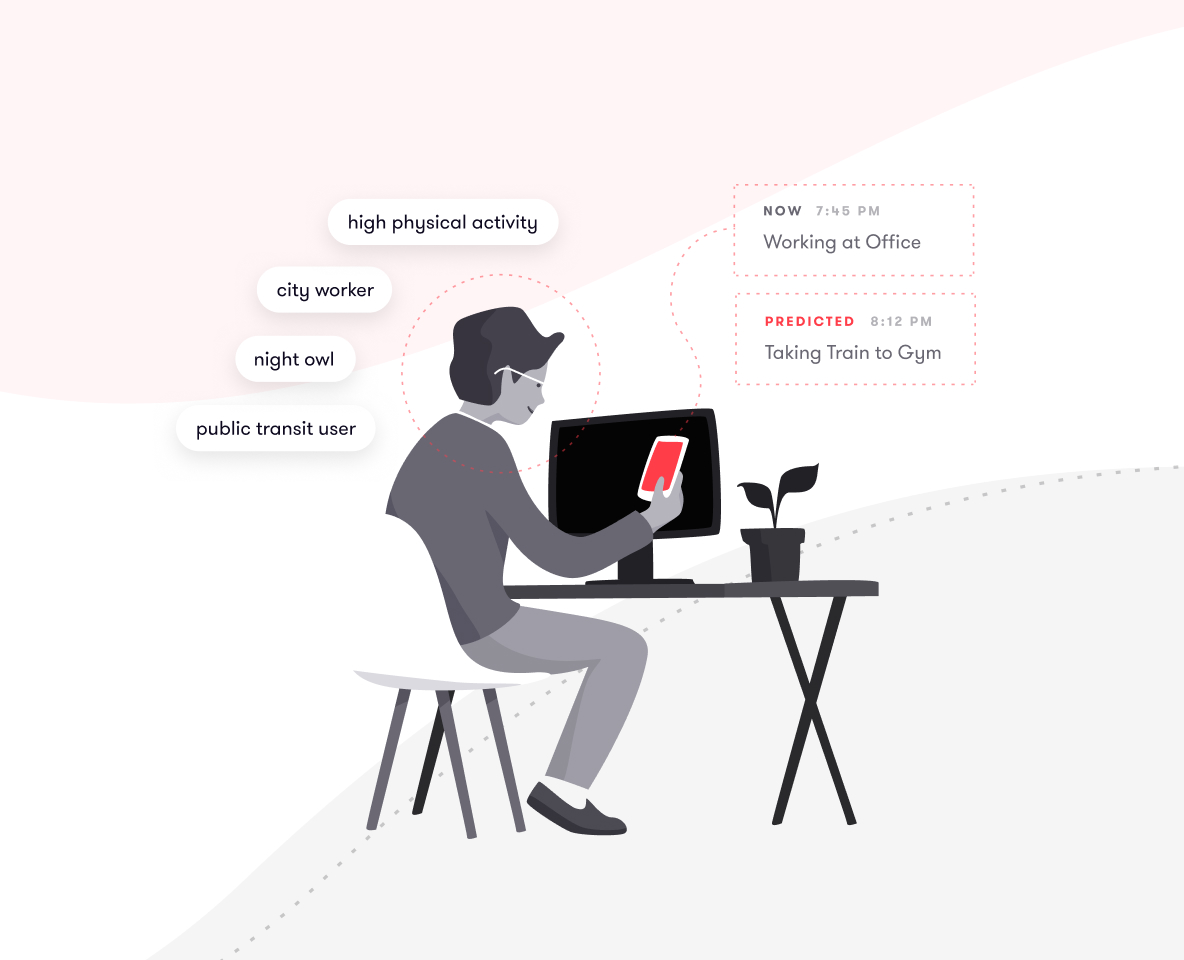 high physical activity
city worker
night owl
public transit user
NOW 7:45 PM
Working at Office
PREDICTED 8:12 PM
Taking Train to Gym